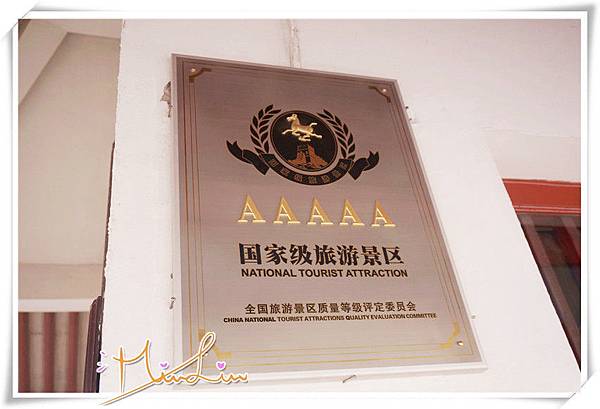 AAAAA
国家级旅游景区
NATIONAL TOURIST ATTRACTION
全国旅游景区质量等级评定委员会
CHINA NATIONAL TOURIST ATTRACTIONS QUALITY EVALUATION COMMITTEE